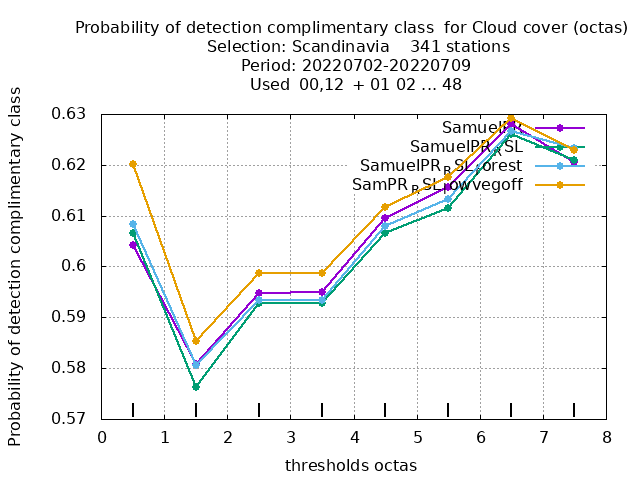 Probability of detection complimentary class for Cloud cover (octas)
Selection: Scandinavia 341 stations
Period: 20220702-20220709
Used 00,12 + 01 02 ... 48
Probability of detection complimentary class
0.63
0.62
0.61
0.6
0.59
0.58
0.57
0 1 2 3 4 5 6 7 8
thresholds octas